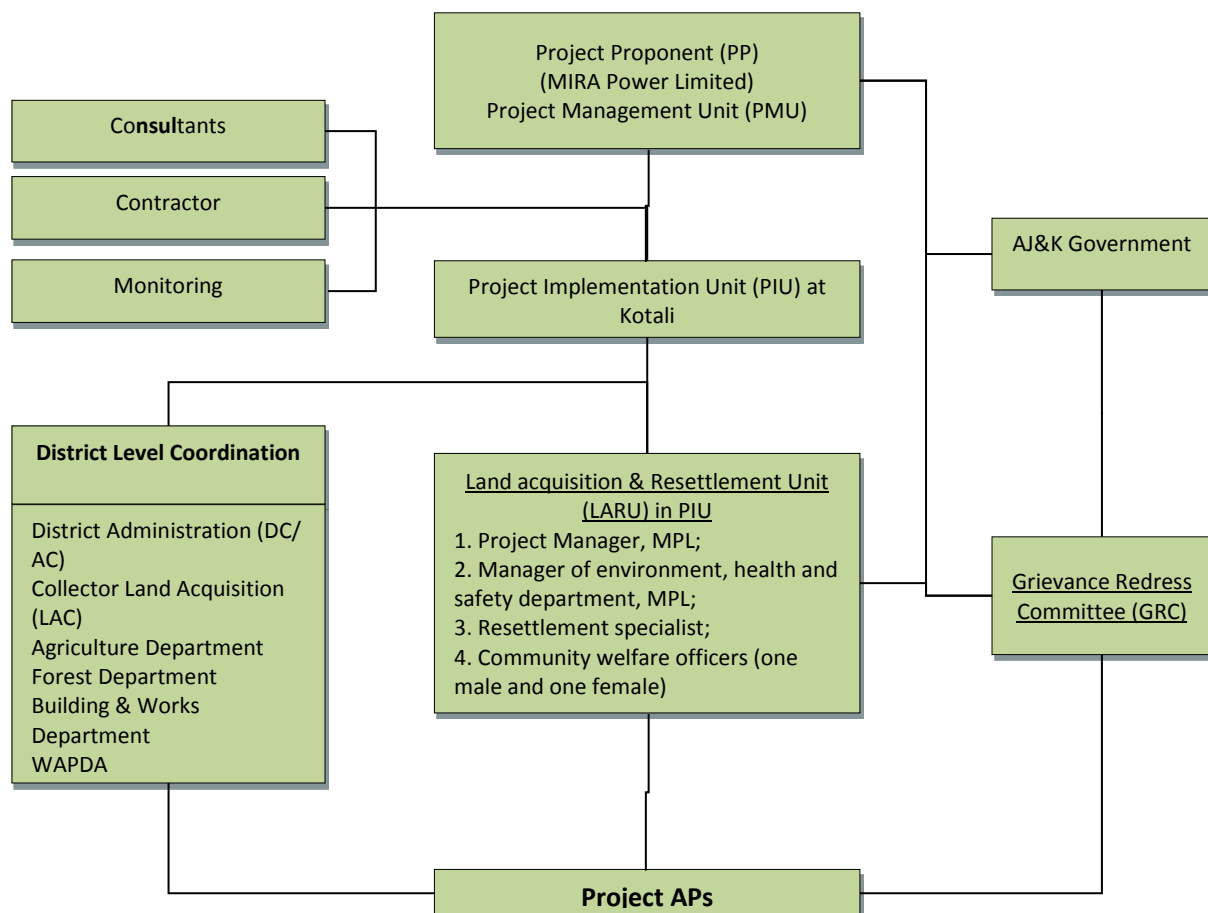 Project Proponent (PP)
(MIRA Power Limited)
Project Management Unit (PMU)
Consultants
Contractor
Monitoring
AJ&K Government
Project Implementation Unit (PIU) at
Kotali
District Level Coordination
District Administration (DC/
AC)
Collector Land Acquisition
(LAC)
Agriculture Department
Forest Department
Building & Works
Department
WAPDA
Land acquisition & Resettlement Unit
(LARU) in PIU
1. Project Manager, MPL;
2. Manager of environment, health and
safety department, MPL;
3. Resettlement specialist;
4. Community welfare officers (one
male and one female)
Grievance Redress
Committee (GRC)
Project APs